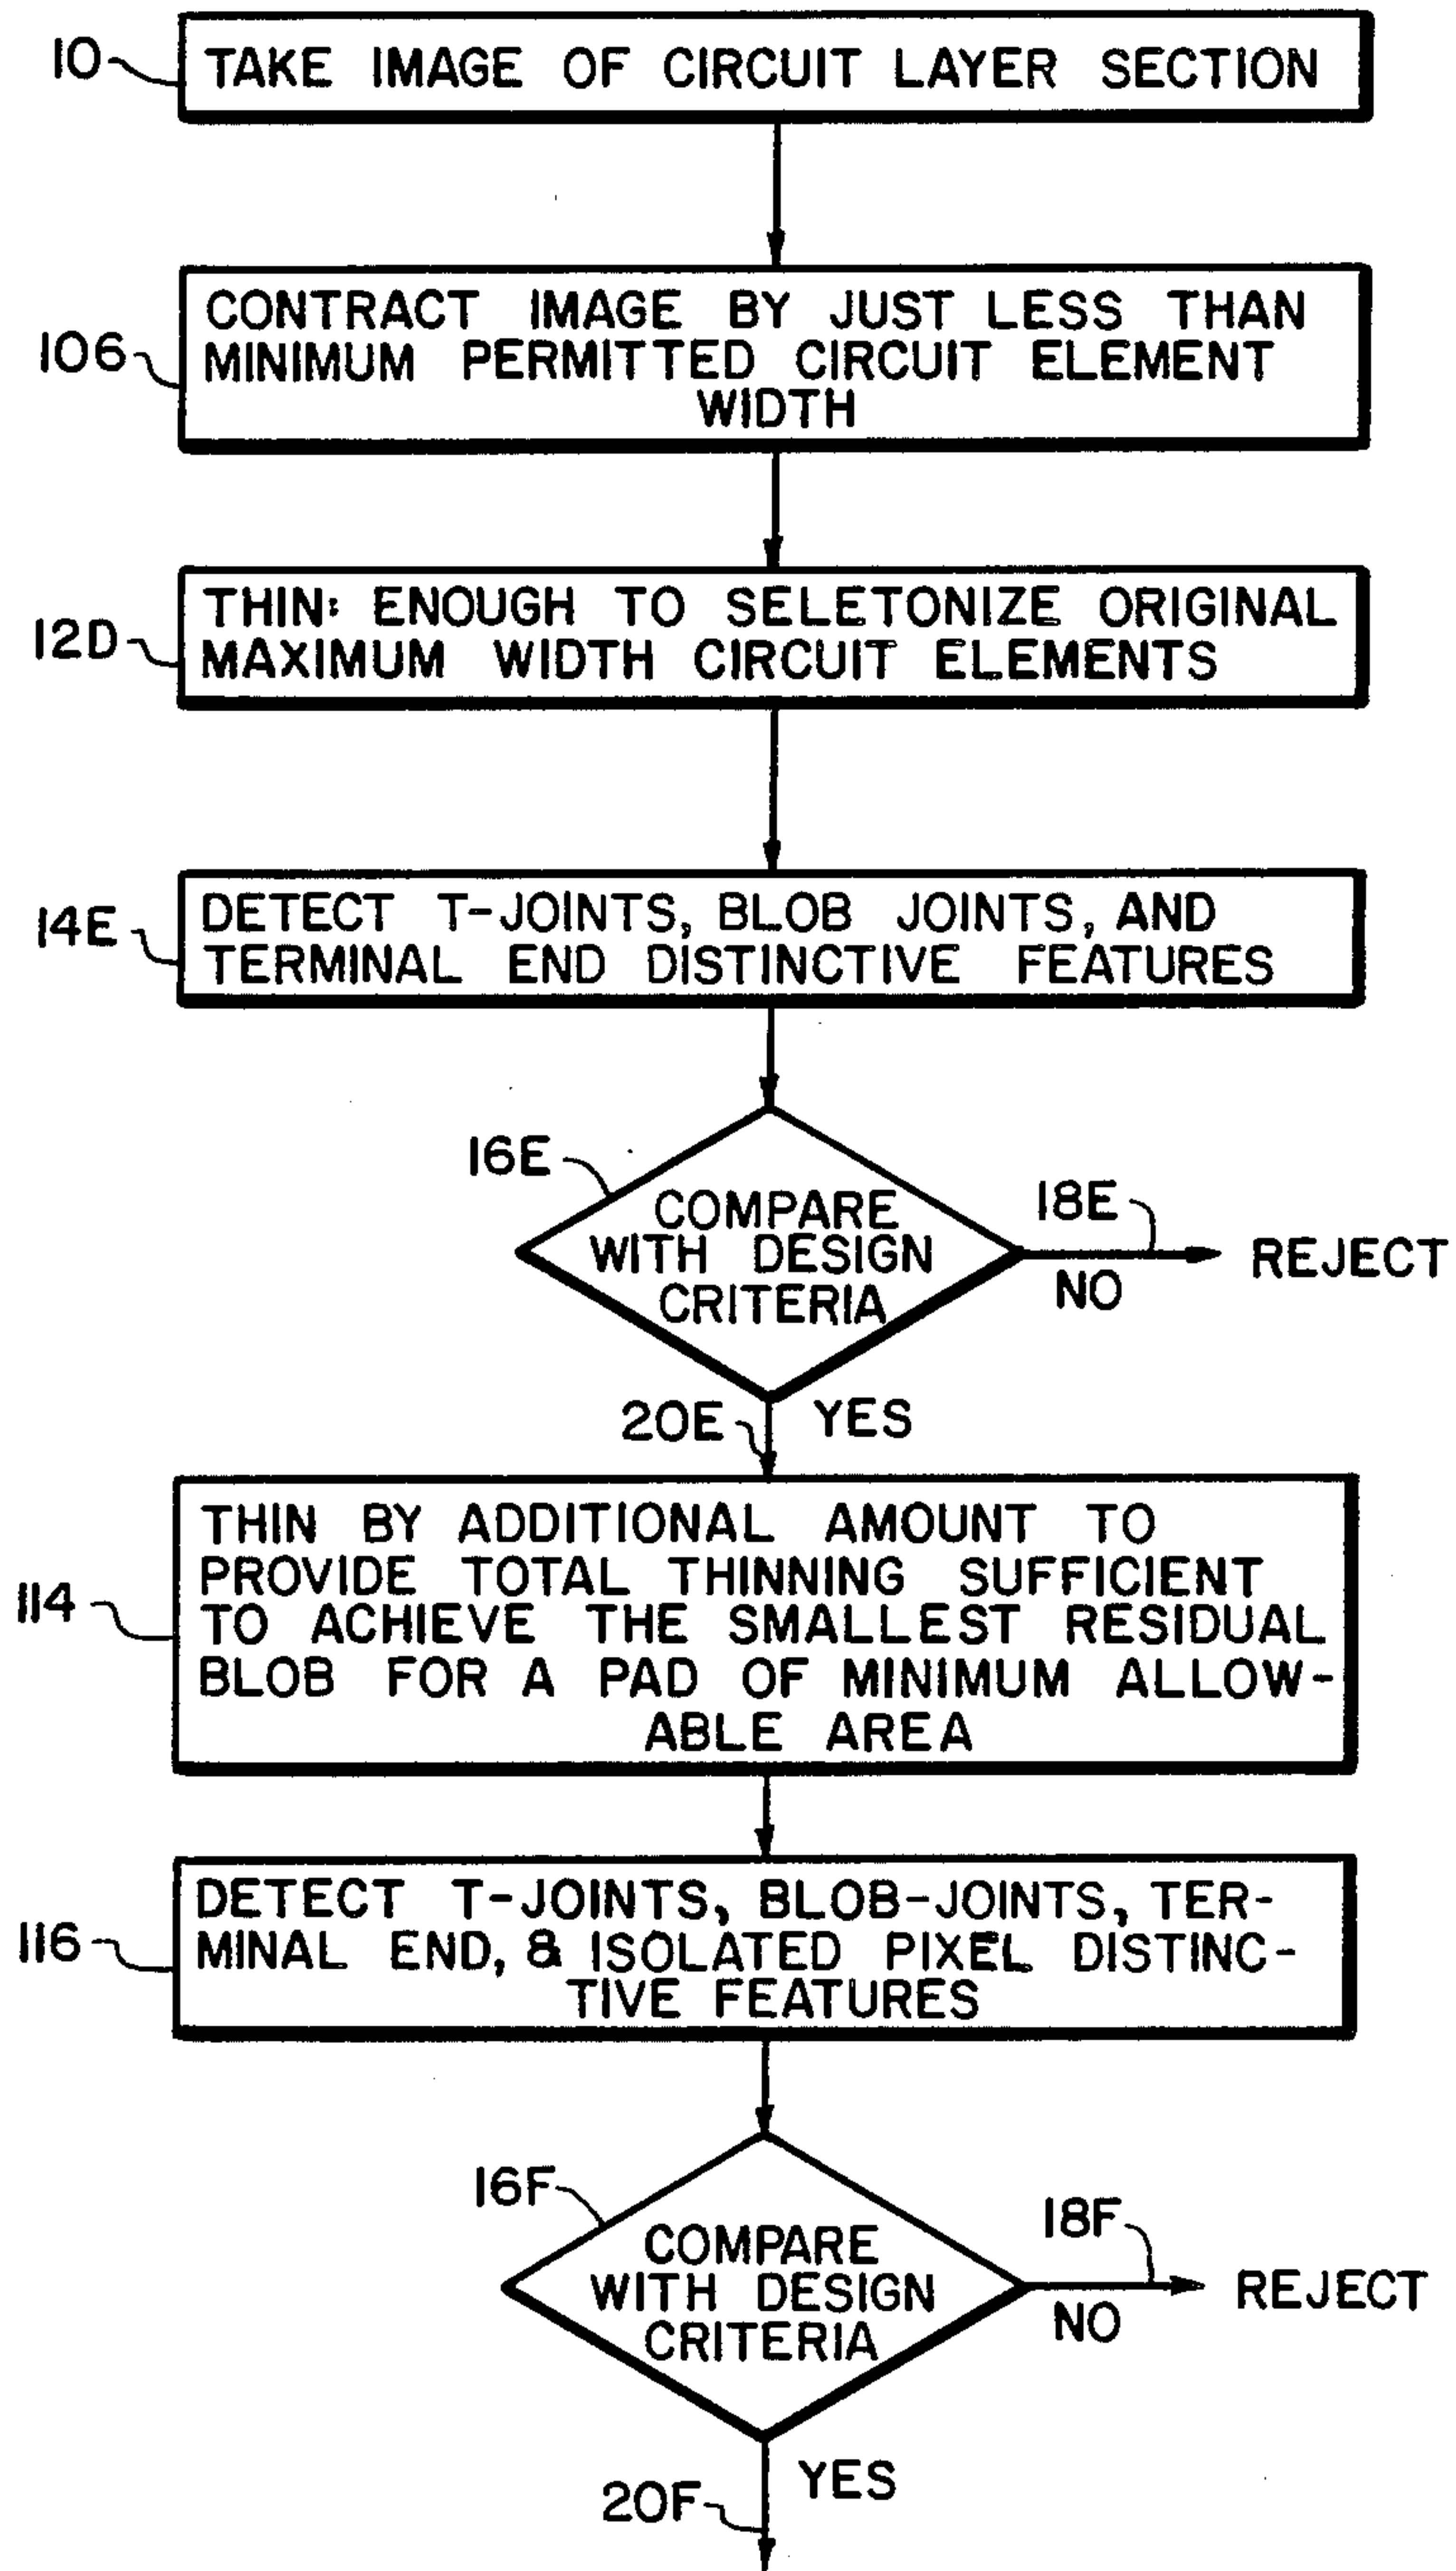 10
TAKE IMAGE OF CIRCUIT LAYER SECTION
106
CONTRACT IMAGE BY JUST LESS THAN
MINIMUM PERMITTED CIRCUIT ELEMENT
WIDTH
12D
THIN: ENOUGH TO SELETONIZE ORIGINAL
MAXIMUM WIDTH CIRCUIT ELEMENTS
14E
DETECT T-JOINTS, BLOB JOINTS, AND
TERMINAL END DISTINCTIVE FEATURES
16E
COMPARE
WITH DESIGN
CRITERIA
18E
NO
REJECT
20E
YES
114
THIN BY ADDITIONAL AMOUNT TO
PROVIDE TOTAL THINNING SUFFICIENT
TO ACHIEVE THE SMALLEST RESIDUAL
BLOB FOR A PAD OF MINIMUM ALLOW-
ABLE AREA
116
DETECT T-JOINTS, BLOB-JOINTS, TER-
MINAL END, & ISOLATED PIXEL DISTINC-
TIVE FEATURES
16F
COMPARE
WITH DESIGN
CRITERIA
18F
NO
REJECT
YES
20F